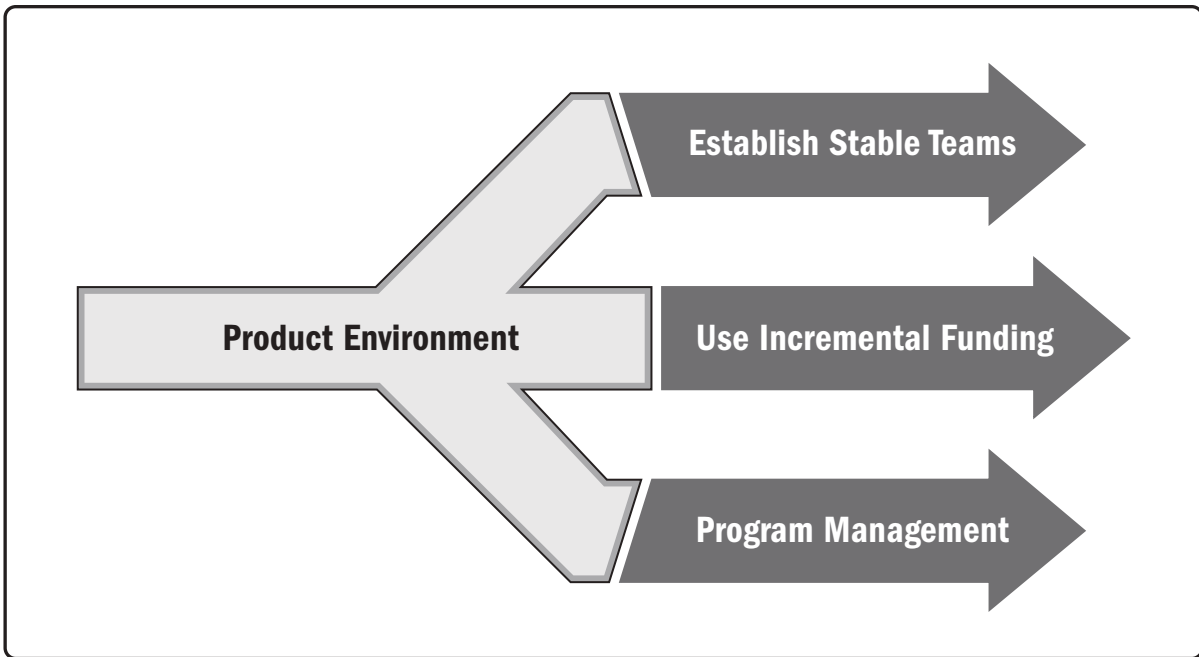 Establish Stable Teams
Product Environment
Use Incremental Funding
Program Management